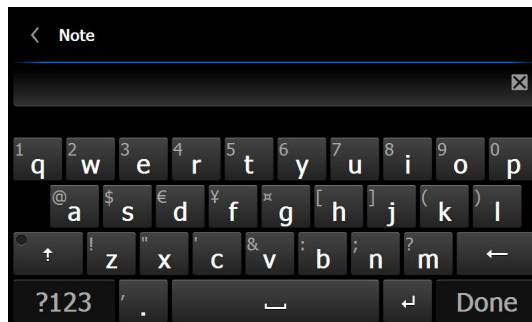 Note
1 q 2 w 3 e 4 r 5 t 6 y 7 u 8 i 9 o 0 p
@ a $ s € d ¥ f ¤ g [ h ] j ( k ) l
! z " x ' c & v : b ; n ? m
?123 ' . Done